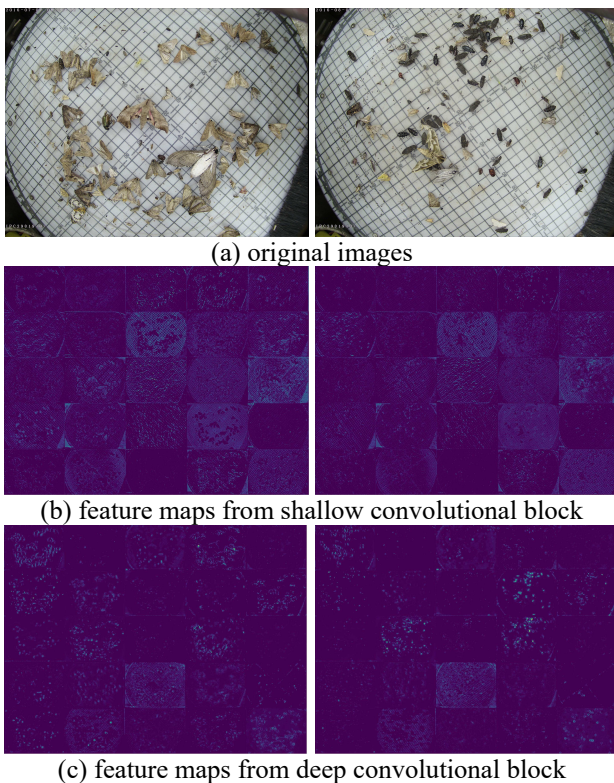 (a) original images
(b) feature maps from shallow convolutional block
(c) feature maps from deep convolutional block